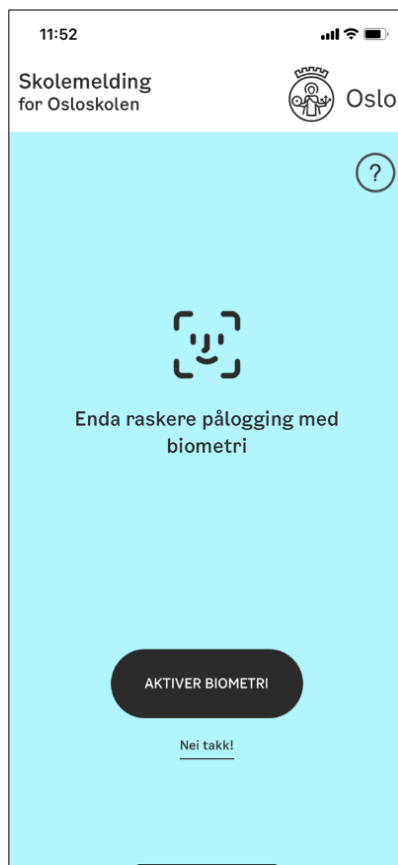 11:52
Skolemelding
for Osloskolen
Oslo
?
Enda raskere pålogging med
biometri
AKTIVER BIOMETRI
Nei takk!